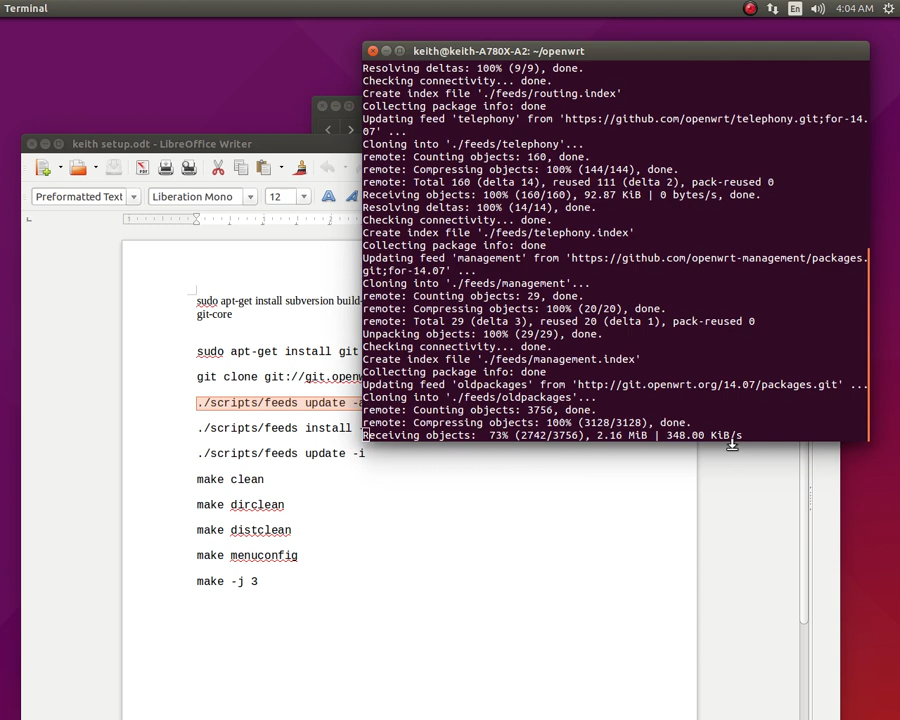 Terminal
En
4:04 AM
keith@keith-A780X-A2: ~/openwrt
Resolving deltas: 100% (9/9), done.
Checking connectivity... done.
Create index file './feeds/routing.index'
Collecting package info: done
Updating feed 'telephony' from 'https://github.com/openwrt/telephony.git;for-14.
07' ...
Cloning into './feeds/telephony'...
remote: Counting objects: 160, done.
remote: Compressing objects: 100% (144/144), done.
remote: Total 160 (delta 14), reused 111 (delta 2), pack-reused 0
Receiving objects: 100% (160/160), 92.87 KiB | 0 bytes/s, done.
Resolving deltas: 100% (14/14), done.
Checking connectivity... done.
Create index file './feeds/telephony.index'
Collecting package info: done
Updating feed 'management' from 'https://github.com/openwrt-management/packages.
git;for-14.07' ...
Cloning into './feeds/management'...
remote: Counting objects: 29, done.
remote: Compressing objects: 100% (20/20), done.
remote: Total 29 (delta 3), reused 20 (delta 1), pack-reused 0
Unpacking objects: 100% (29/29), done.
Checking connectivity... done.
Create index file './feeds/management.index'
Collecting package info: done
Updating feed 'oldpackages' from 'http://git.openwrt.org/14.07/packages.git' ...
Cloning into './feeds/oldpackages'...
remote: Counting objects: 3756, done.
remote: Compressing objects: 100% (3128/3128), done.
Receiving objects:  73% (2742/3756), 2.16 MiB | 348.00 KiB/s
keith setup.odt - LibreOffice Writer
Preformatted Text
Liberation Mono
12
sudo apt-get install subversion build-
git-core
sudo apt-get install git
git clone git://git.openw
./scripts/feeds update -a
./scripts/feeds install -
./scripts/feeds update -i
make clean
make dirclean
make distclean
make menuconfig
make -j 3